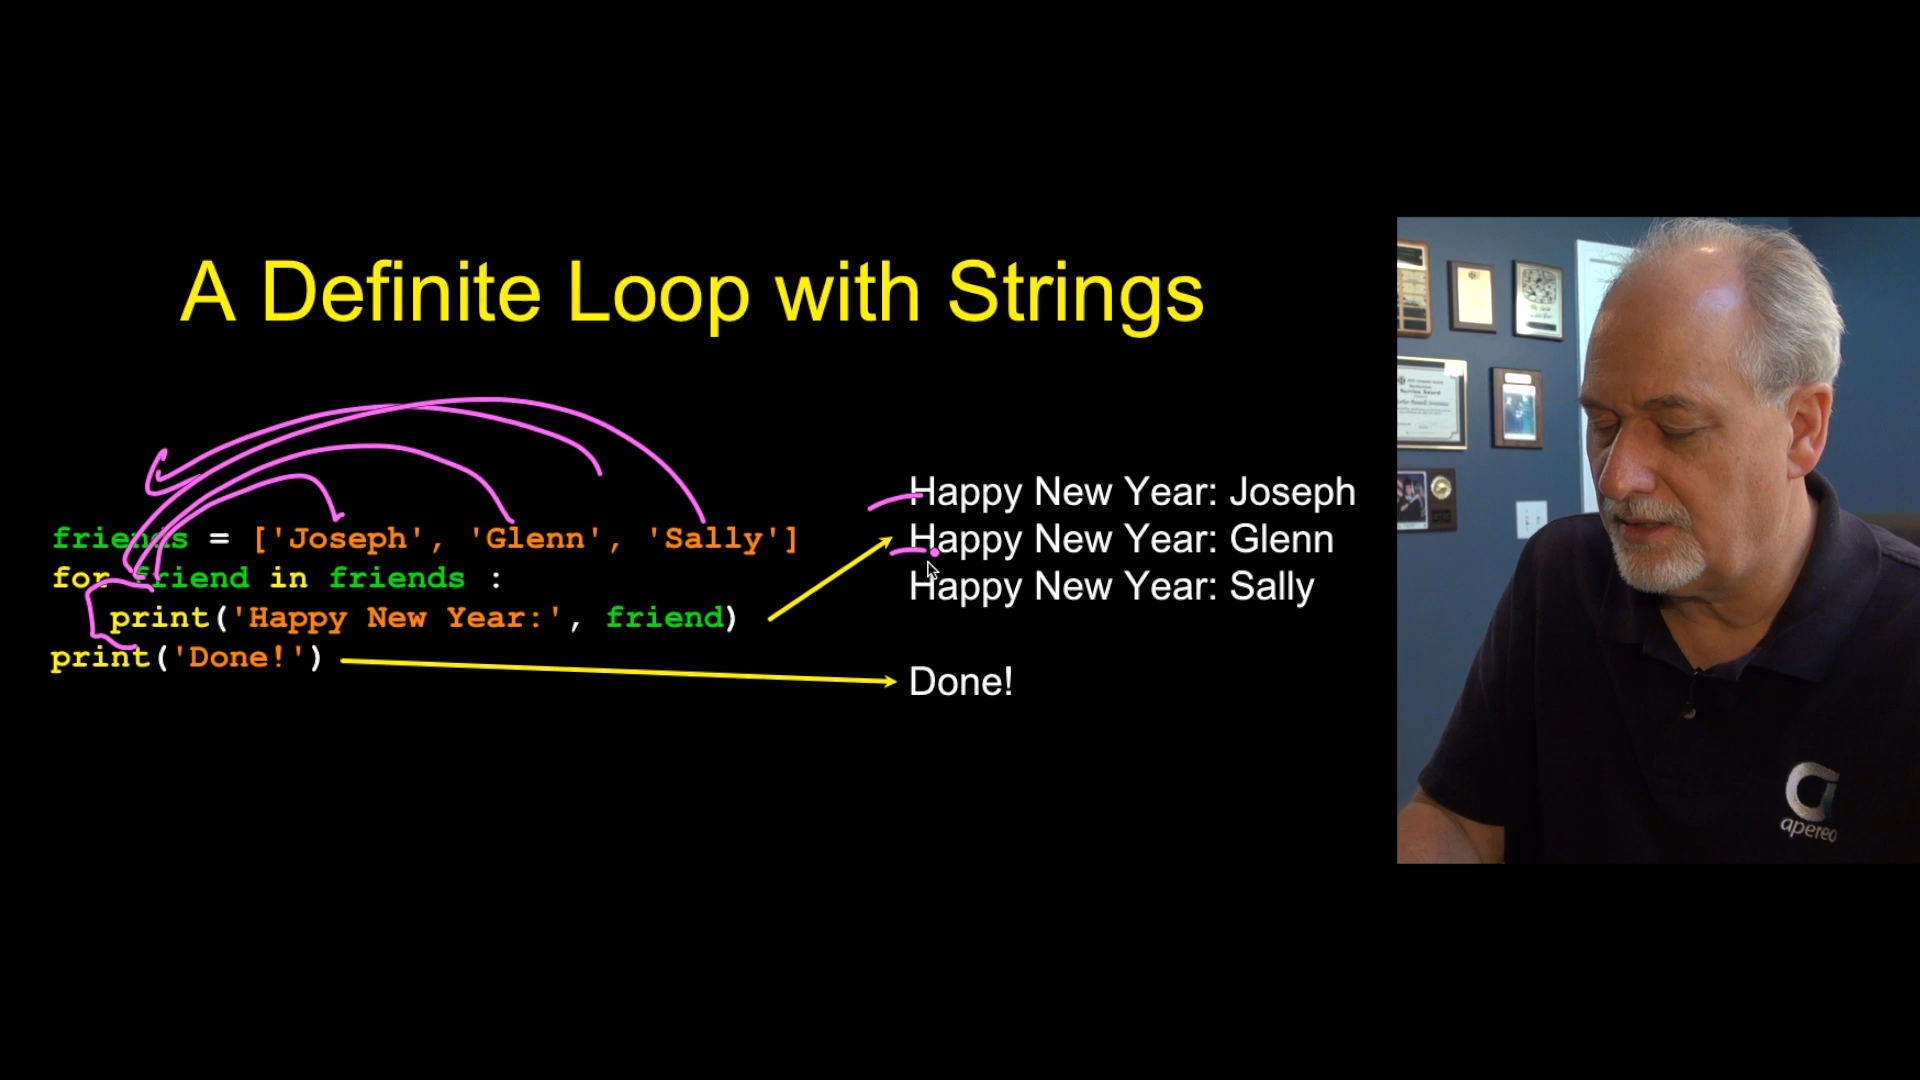 A Definite Loop with Strings
friends = ['Joseph', 'Glenn', 'Sally']
for friend in friends :
print('Happy New Year:', friend)
print('Done!')
Happy New Year: Joseph
Happy New Year: Glenn
Happy New Year: Sally
Done!
apereo